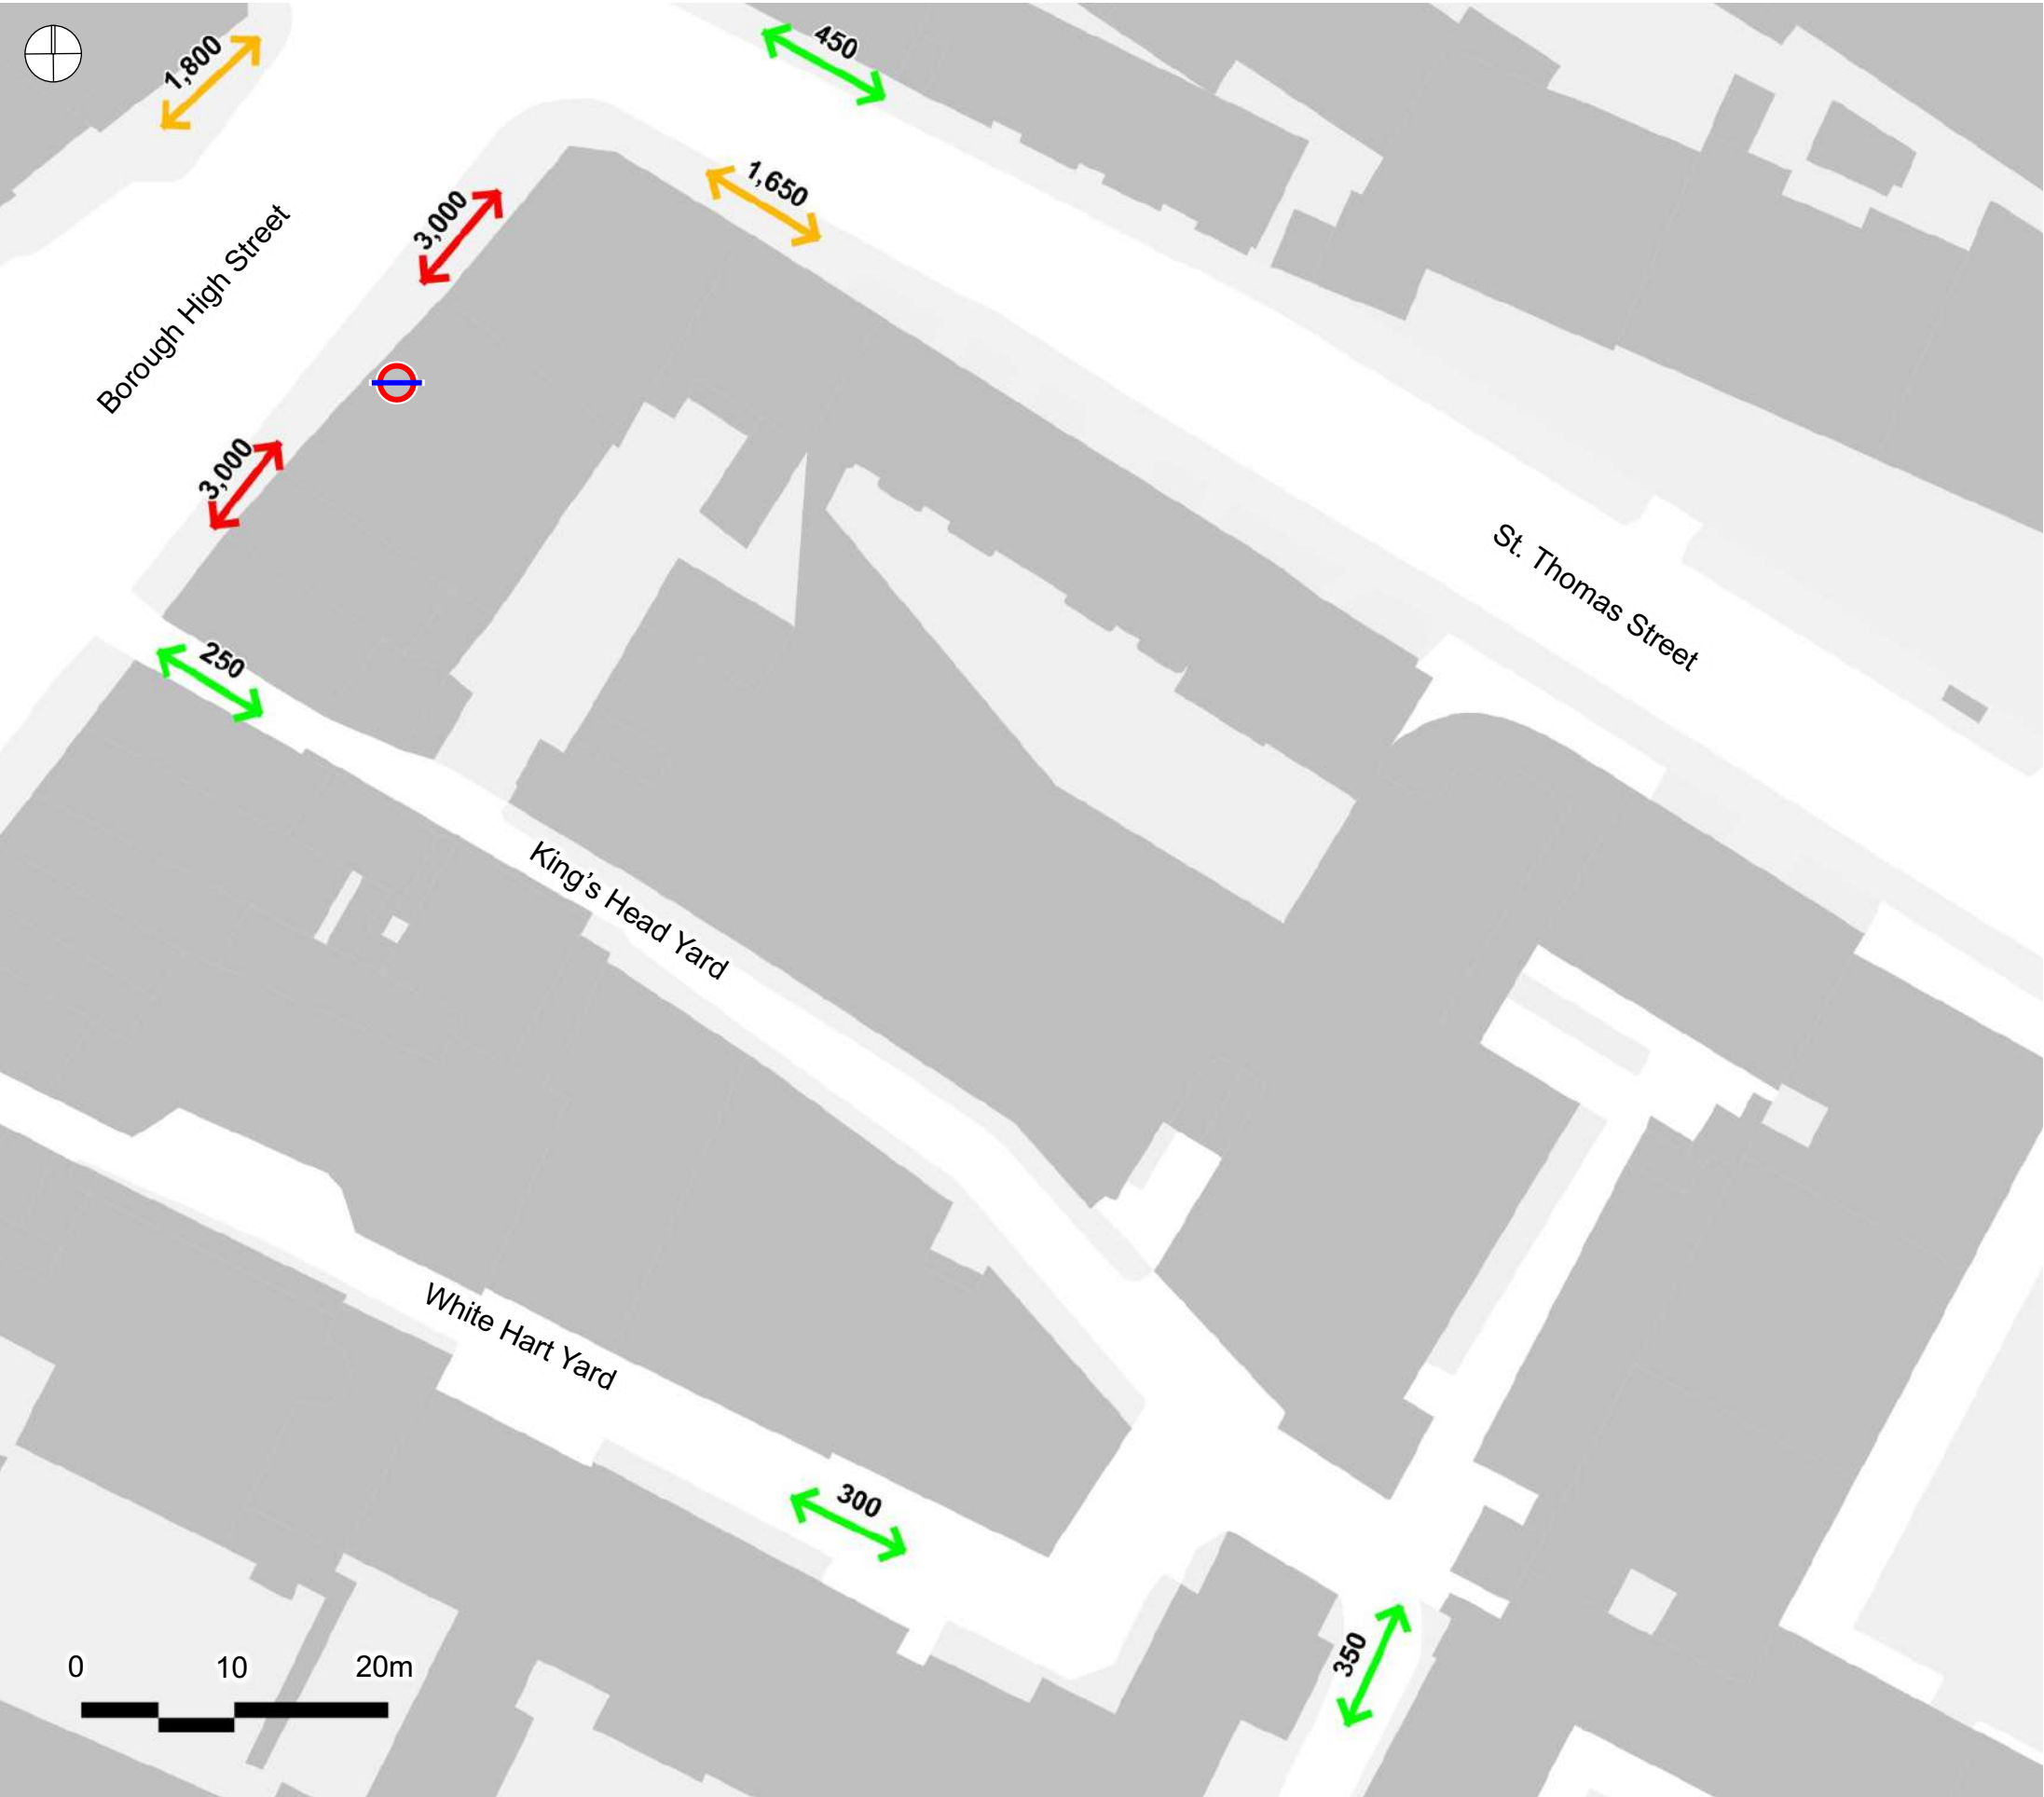 450
1,800
1,650
3,000
Borough High Street
3,000
St. Thomas Street
250
King's Head Yard
White Hart Yard
300
350
0 10 20m